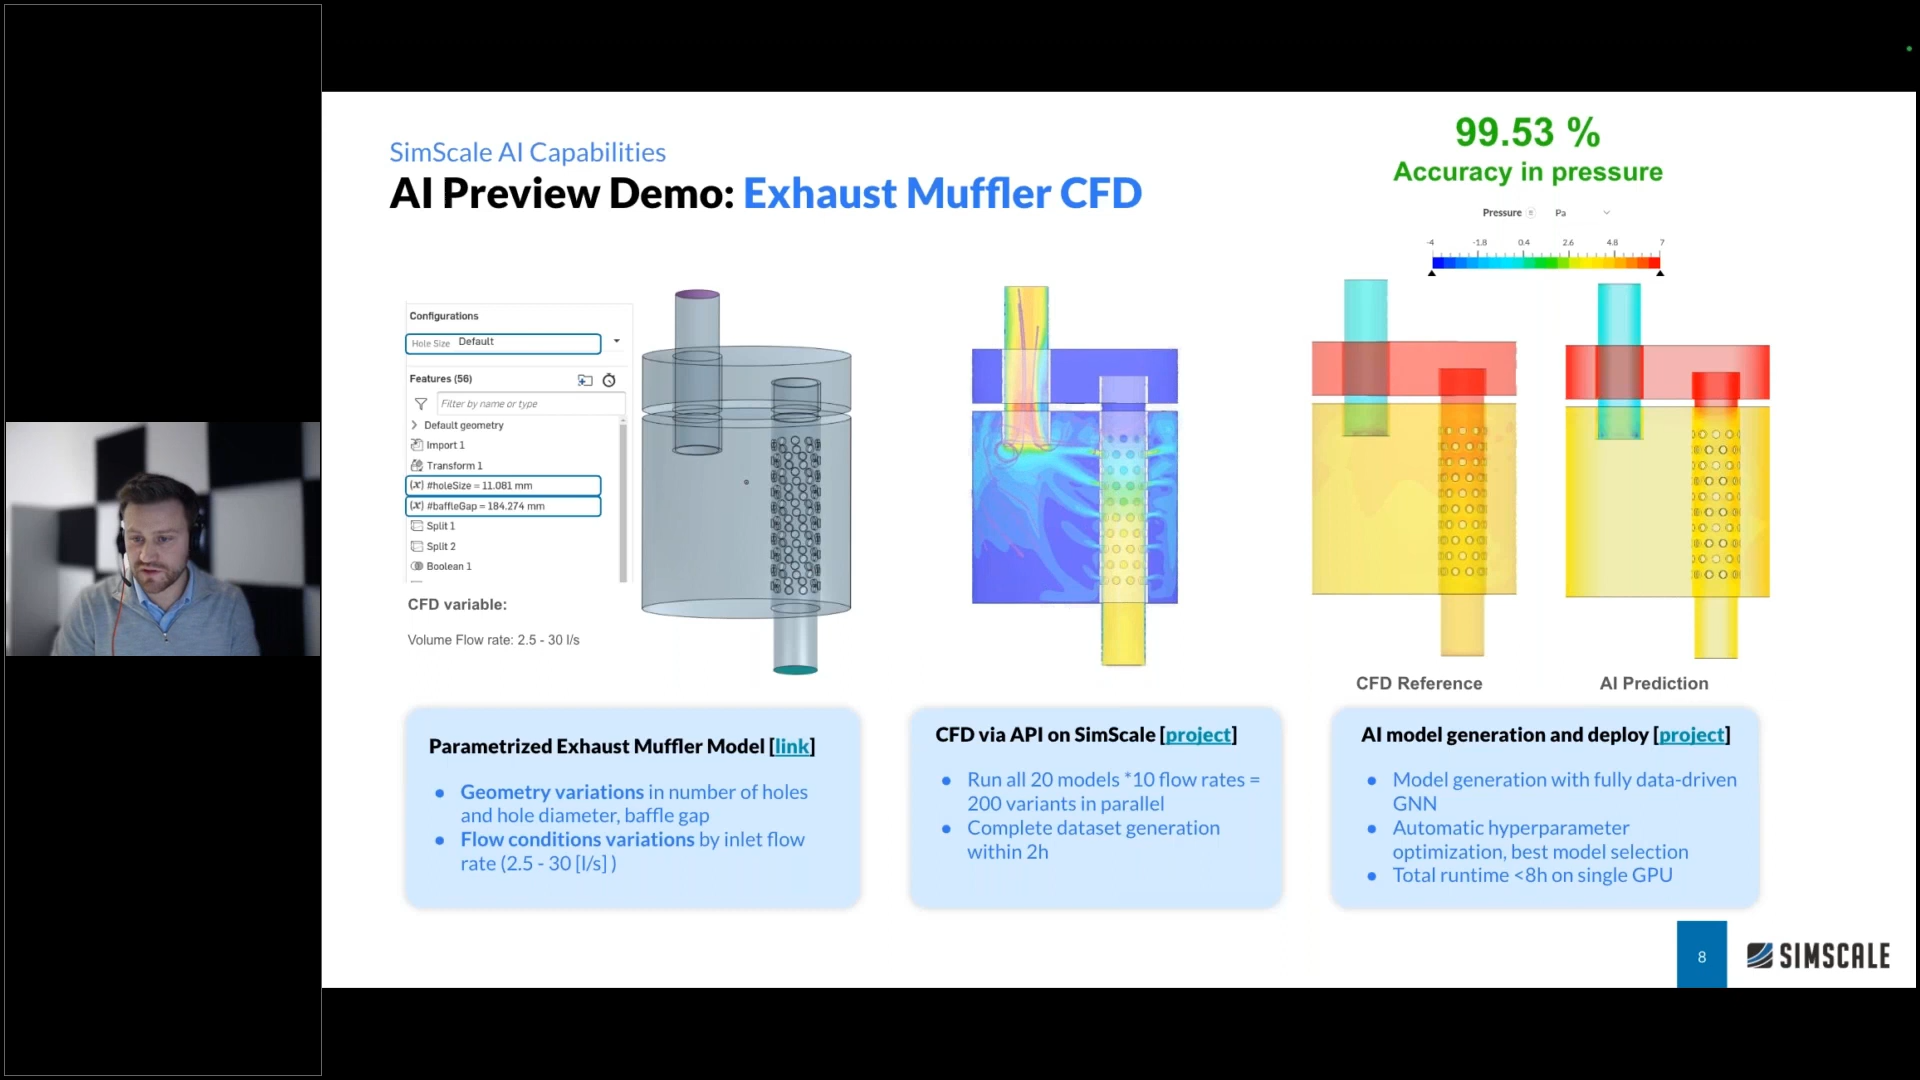 SimScale AI Capabilities
AI Preview Demo: Exhaust Muffler CFD
99.53 %
Accuracy in pressure
Pressure Pa
-4 -1.8 0.4 2.6 4.8 7
Configurations
Hole Size Default
Features (56)
Filter by name or type
Default geometry
Import 1
Transform 1
(x) #holeSize = 11.081 mm
(x) #baffleGap = 184.274 mm
Split 1
Split 2
Boolean 1
CFD variable:
Volume Flow rate: 2.5 - 30 l/s
CFD Reference
AI Prediction
Parametrized Exhaust Muffler Model [link]
● Geometry variations in number of holes
and hole diameter, baffle gap
● Flow conditions variations by inlet flow
rate (2.5 - 30 [l/s] )
CFD via API on SimScale [project]
● Run all 20 models *10 flow rates =
200 variants in parallel
● Complete dataset generation
within 2h
AI model generation and deploy [project]
● Model generation with fully data-driven
GNN
● Automatic hyperparameter
optimization, best model selection
● Total runtime <8h on single GPU
8
SIMSCALE